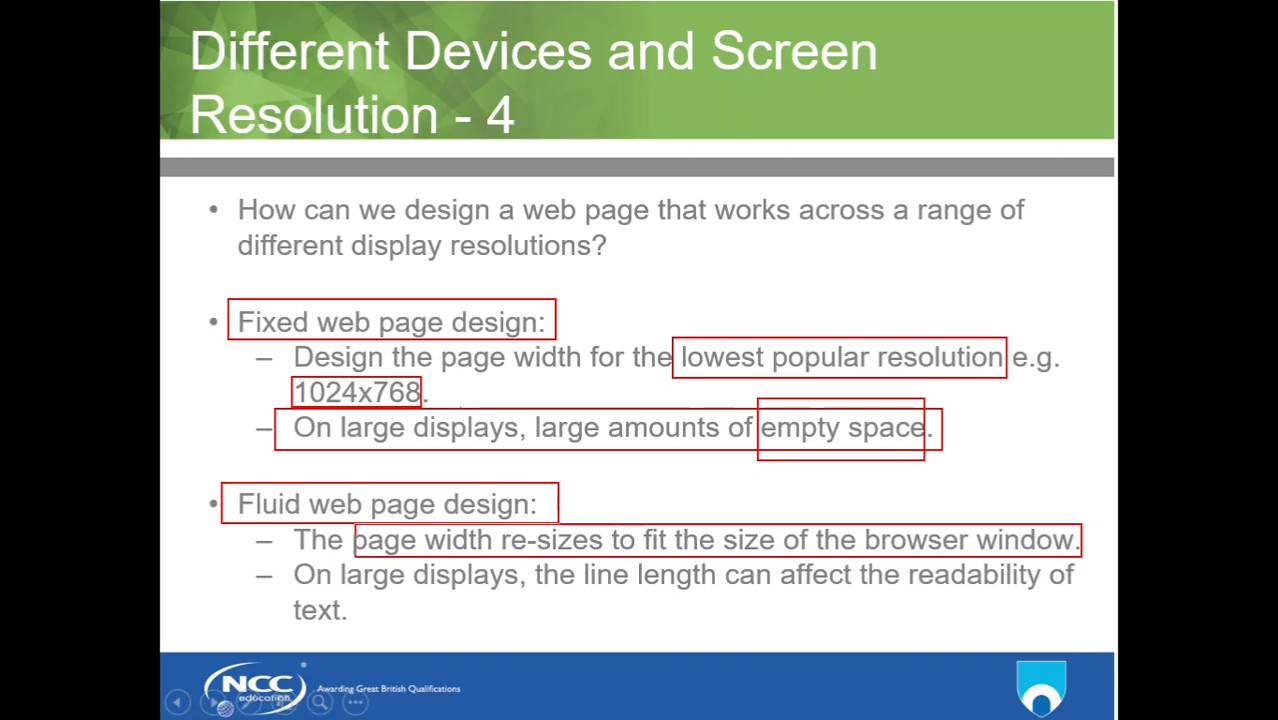 Different Devices and Screen
Resolution - 4
• How can we design a web page that works across a range of
different display resolutions?
• Fixed web page design:
– Design the page width for the lowest popular resolution e.g.
1024x768.
– On large displays, large amounts of empty space.
• Fluid web page design:
– The page width re-sizes to fit the size of the browser window.
– On large displays, the line length can affect the readability of
text.
NCC
education
Awarding Great British Qualifications